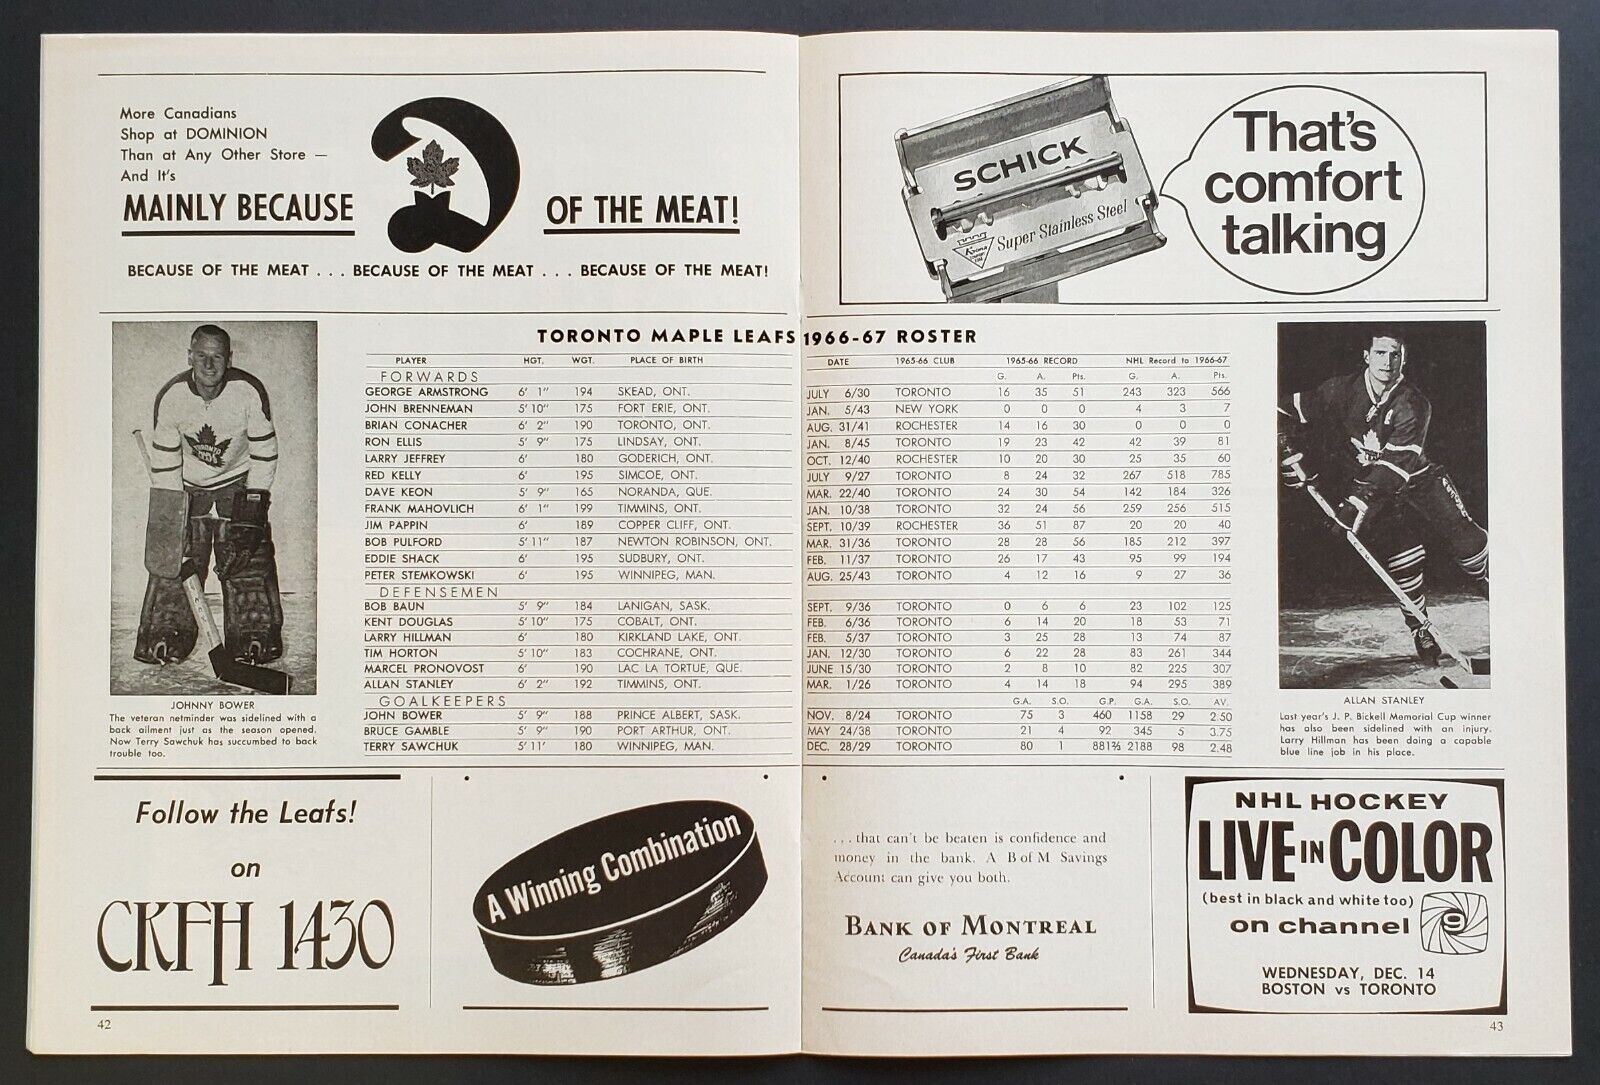 More Canadians
Shop at DOMINION
Than at Any Other Store —
And It's
MAINLY BECAUSE OF THE MEAT!
BECAUSE OF THE MEAT . . . BECAUSE OF THE MEAT . . . BECAUSE OF THE MEAT!
SCHICK
Super Stainless Steel
That's
comfort
talking
TORONTO MAPLE LEAFS 1966-67 ROSTER
PLAYER HGT. WGT. PLACE OF BIRTH DATE 1965-66 CLUB 1965-66 RECORD NHL Record to 1966-67
FORWARDS G. A. Pts. G. A. Pts.
GEORGE ARMSTRONG 6' 1" 194 SKEAD, ONT. JULY 6/30 TORONTO 16 35 51 243 323 566
JOHN BRENNEMAN 5' 10" 175 FORT ERIE, ONT. JAN. 5/43 NEW YORK 0 0 0 4 3 7
BRIAN CONACHER 6' 2" 190 TORONTO, ONT. AUG. 31/41 ROCHESTER 14 16 30 0 0 0
RON ELLIS 5' 9" 175 LINDSAY, ONT. JAN. 8/45 TORONTO 19 23 42 42 39 81
LARRY JEFFREY 6' 180 GODERICH, ONT. OCT. 12/40 ROCHESTER 10 20 30 25 35 60
RED KELLY 6' 195 SIMCOE, ONT. JULY 9/27 TORONTO 8 24 32 267 518 785
DAVE KEON 5' 9" 165 NORANDA, QUE. MAR. 22/40 TORONTO 24 30 54 142 184 326
FRANK MAHOVLICH 6' 1" 199 TIMMINS, ONT. JAN. 10/38 TORONTO 32 24 56 259 256 515
JIM PAPPIN 6' 189 COPPER CLIFF, ONT. SEPT. 10/39 ROCHESTER 36 51 87 20 20 40
BOB PULFORD 5' 11" 187 NEWTON ROBINSON, ONT. MAR. 31/36 TORONTO 28 28 56 185 212 397
EDDIE SHACK 6' 195 SUDBURY, ONT. FEB. 11/37 TORONTO 26 17 43 95 99 194
PETER STEMKOWSKI 6' 195 WINNIPEG, MAN. AUG. 25/43 TORONTO 4 12 16 9 27 36
DEFENSEMEN
BOB BAUN 5' 9" 184 LANIGAN, SASK. SEPT. 9/36 TORONTO 0 6 6 23 102 125
KENT DOUGLAS 5' 10" 175 COBALT, ONT. FEB. 6/36 TORONTO 6 14 20 18 53 71
LARRY HILLMAN 6' 180 KIRKLAND LAKE, ONT. FEB. 5/37 TORONTO 3 25 28 13 74 87
TIM HORTON 5' 10" 183 COCHRANE, ONT. JAN. 12/30 TORONTO 6 22 28 83 261 344
MARCEL PRONOVOST 6' 190 LAC LA TORTUE, QUE. JUNE 15/30 TORONTO 2 8 10 82 225 307
ALLAN STANLEY 6' 2" 192 TIMMINS, ONT. MAR. 1/26 TORONTO 4 14 18 94 295 389
GOALKEEPERS G.A. S.O. G.P. G.A. S.O. AV.
JOHN BOWER 5' 9" 188 PRINCE ALBERT, SASK. NOV. 8/24 TORONTO 75 3 460 1158 29 2.50
BRUCE GAMBLE 5' 9" 190 PORT ARTHUR, ONT. MAY 24/38 TORONTO 21 4 92 345 5 3.75
TERRY SAWCHUK 5' 11' 180 WINNIPEG, MAN. DEC. 28/29 TORONTO 80 1 881⅖ 2188 98 2.48
JOHNNY BOWER
The veteran netminder was sidelined with a
back ailment just as the season opened.
Now Terry Sawchuk has succumbed to back
trouble too.
ALLAN STANLEY
Last year's J. P. Bickell Memorial Cup winner
has also been sidelined with an injury.
Larry Hillman has been doing a capable
blue line job in his place.
Follow the Leafs!
on
CKFH 1430
A Winning Combination
. . . that can't be beaten is confidence and
money in the bank. A B of M Savings
Account can give you both.
BANK OF MONTREAL
Canada's First Bank
NHL HOCKEY
LIVE IN COLOR
(best in black and white too)
on channel 9
WEDNESDAY, DEC. 14
BOSTON vs TORONTO
42
43